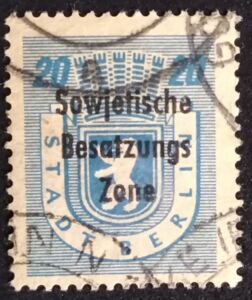 20 20
Sowjetische
Besatzungs
Zone
STADT BERLIN